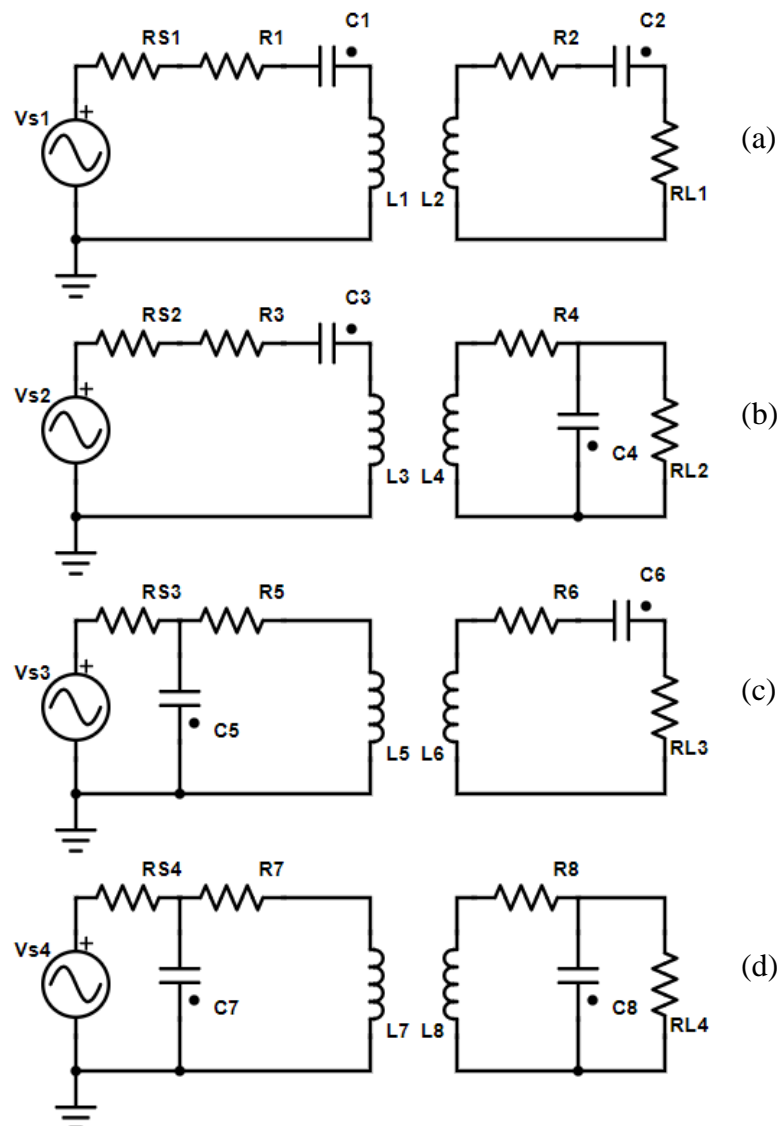 C1
C2
RS1
R1
R2
Vs1
+
(a)
L1
L2
RL1
C3
RS2
R3
R4
Vs2
+
(b)
C4
L3
L4
RL2
C6
RS3
R5
R6
Vs3
+
(c)
C5
L5
L6
RL3
RS4
R7
R8
Vs4
+
(d)
C7
C8
L7
L8
RL4